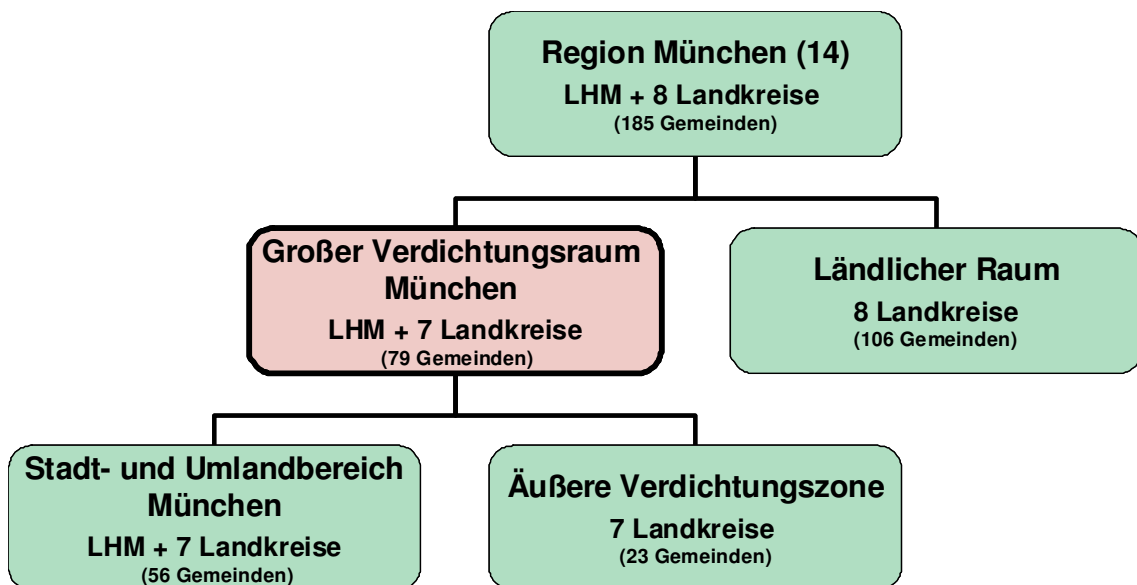 Region München (14)
LHM + 8 Landkreise
(185 Gemeinden)
Großer Verdichtungsraum
München
LHM + 7 Landkreise
(79 Gemeinden)
Ländlicher Raum
8 Landkreise
(106 Gemeinden)
Stadt- und Umlandbereich
München
LHM + 7 Landkreise
(56 Gemeinden)
Äußere Verdichtungszone
7 Landkreise
(23 Gemeinden)